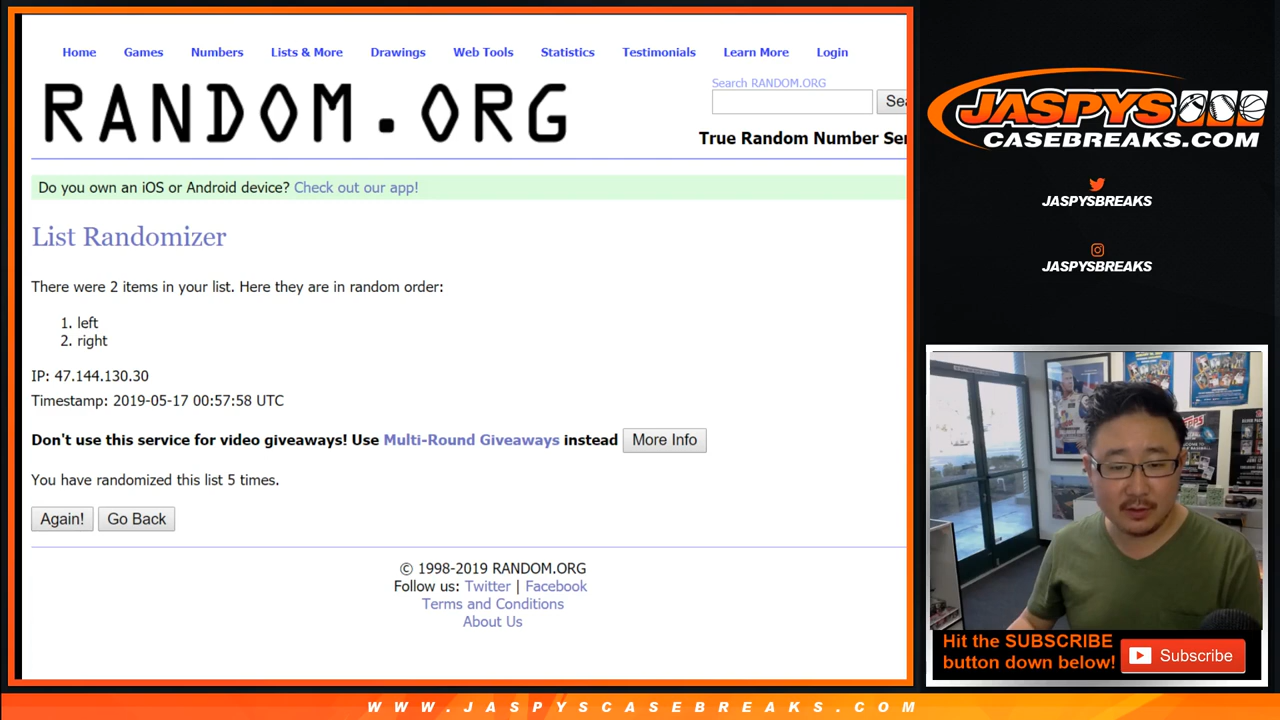 Home Games Numbers Lists & More Drawings Web Tools Statistics Testimonials Learn More Login
RANDOM.ORG
Search RANDOM.ORG
Sea
True Random Number Ser
Do you own an iOS or Android device? Check out our app!
List Randomizer
There were 2 items in your list. Here they are in random order:
1. left
2. right
IP: 47.144.130.30
Timestamp: 2019-05-17 00:57:58 UTC
Don't use this service for video giveaways! Use Multi-Round Giveaways instead More Info
You have randomized this list 5 times.
Again! Go Back
© 1998-2019 RANDOM.ORG
Follow us: Twitter | Facebook
Terms and Conditions
About Us
JASPYS
CASEBREAKS.COM
JASPYSBREAKS
JASPYSBREAKS
Hit the SUBSCRIBE
button down below!
Subscribe
WWW.JASPYSCASEBREAKS.COM